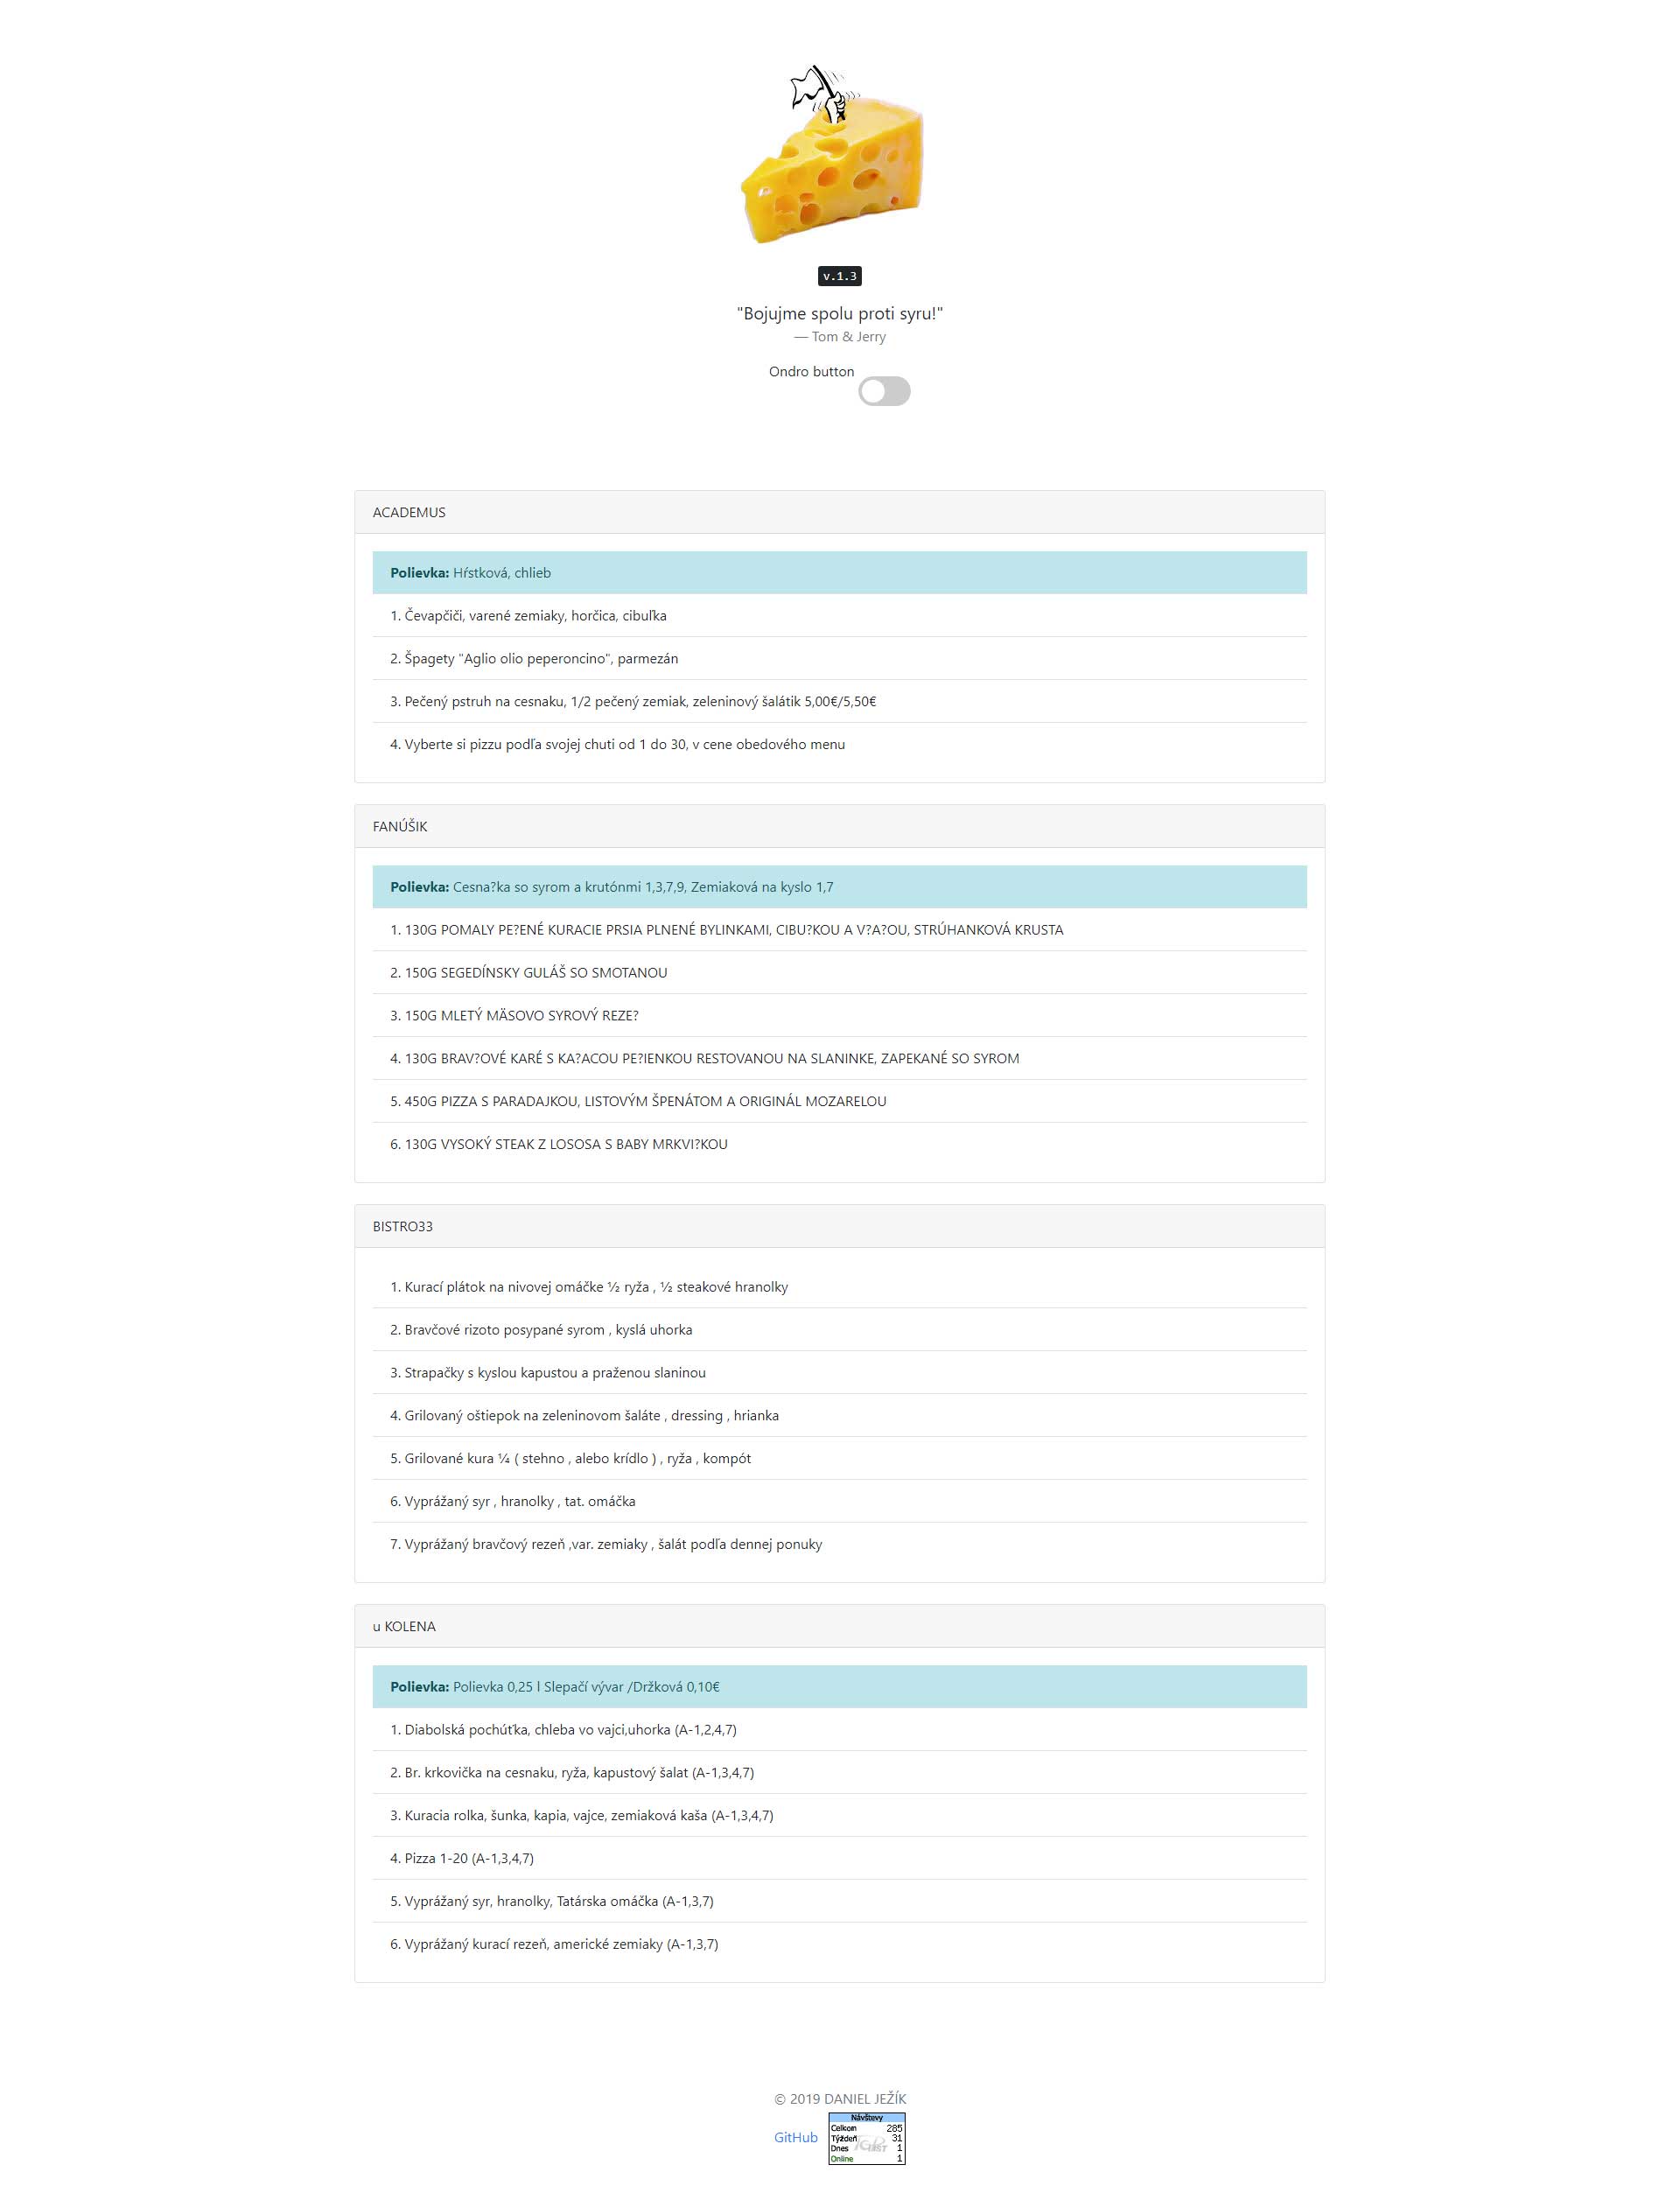 v.1.3
"Bojujme spolu proti syru!"
— Tom & Jerry
Ondro button
ACADEMUS
Polievka: Hŕstková, chlieb
1. Čevapčiči, varené zemiaky, horčica, cibuľka
2. Špagety "Aglio olio peperoncino", parmezán
3. Pečený pstruh na cesnaku, 1/2 pečený zemiak, zeleninový šalátik 5,00€/5,50€
4. Vyberte si pizzu podľa svojej chuti od 1 do 30, v cene obedového menu
FANÚŠIK
Polievka: Cesna?ka so syrom a krutónmi 1,3,7,9, Zemiaková na kyslo 1,7
1. 130G POMALY PE?ENÉ KURACIE PRSIA PLNENÉ BYLINKAMI, CIBU?KOU A V?A?OU, STRÚHANKOVÁ KRUSTA
2. 150G SEGEDÍNSKY GULÁŠ SO SMOTANOU
3. 150G MLETÝ MÄSOVO SYROVÝ REZE?
4. 130G BRAV?OVÉ KARÉ S KA?ACOU PE?IENKOU RESTOVANOU NA SLANINKE, ZAPEKANÉ SO SYROM
5. 450G PIZZA S PARADAJKOU, LISTOVÝM ŠPENÁTOM A ORIGINÁL MOZARELOU
6. 130G VYSOKÝ STEAK Z LOSOSA S BABY MRKVI?KOU
BISTRO33
1. Kurací plátok na nivovej omáčke ½ ryža , ½ steakové hranolky
2. Bravčové rizoto posypané syrom , kyslá uhorka
3. Strapačky s kyslou kapustou a praženou slaninou
4. Grilovaný oštiepok na zeleninovom šaláte , dressing , hrianka
5. Grilované kura ¼ ( stehno , alebo krídlo ) , ryža , kompót
6. Vyprážaný syr , hranolky , tat. omáčka
7. Vyprážaný bravčový rezeň ,var. zemiaky , šalát podľa dennej ponuky
u KOLENA
Polievka: Polievka 0,25 l Slepačí vývar /Držková 0,10€
1. Diabolská pochúťka, chleba vo vajci,uhorka (A-1,2,4,7)
2. Br. krkovička na cesnaku, ryža, kapustový šalat (A-1,3,4,7)
3. Kuracia rolka, šunka, kapia, vajce, zemiaková kaša (A-1,3,4,7)
4. Pizza 1-20 (A-1,3,4,7)
5. Vyprážaný syr, hranolky, Tatárska omáčka (A-1,3,7)
6. Vyprážaný kurací rezeň, americké zemiaky (A-1,3,7)
© 2019 DANIEL JEŽÍK
GitHub
Návštevy
Celkom 285
Týždeň 31
Dnes 1
Online 1